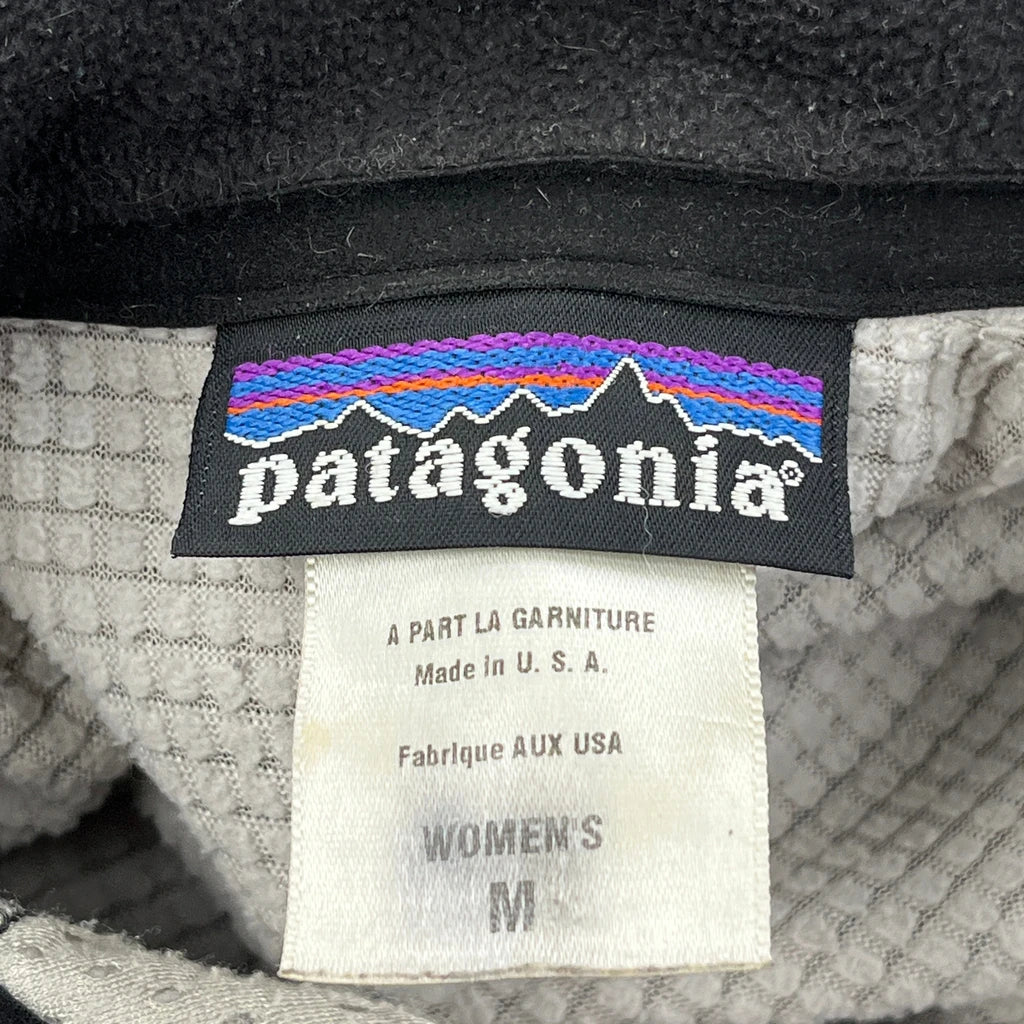 patagonia®
A PART LA GARNITURE
Made in U. S. A.
Fabrique AUX USA
WOMEN'S
M